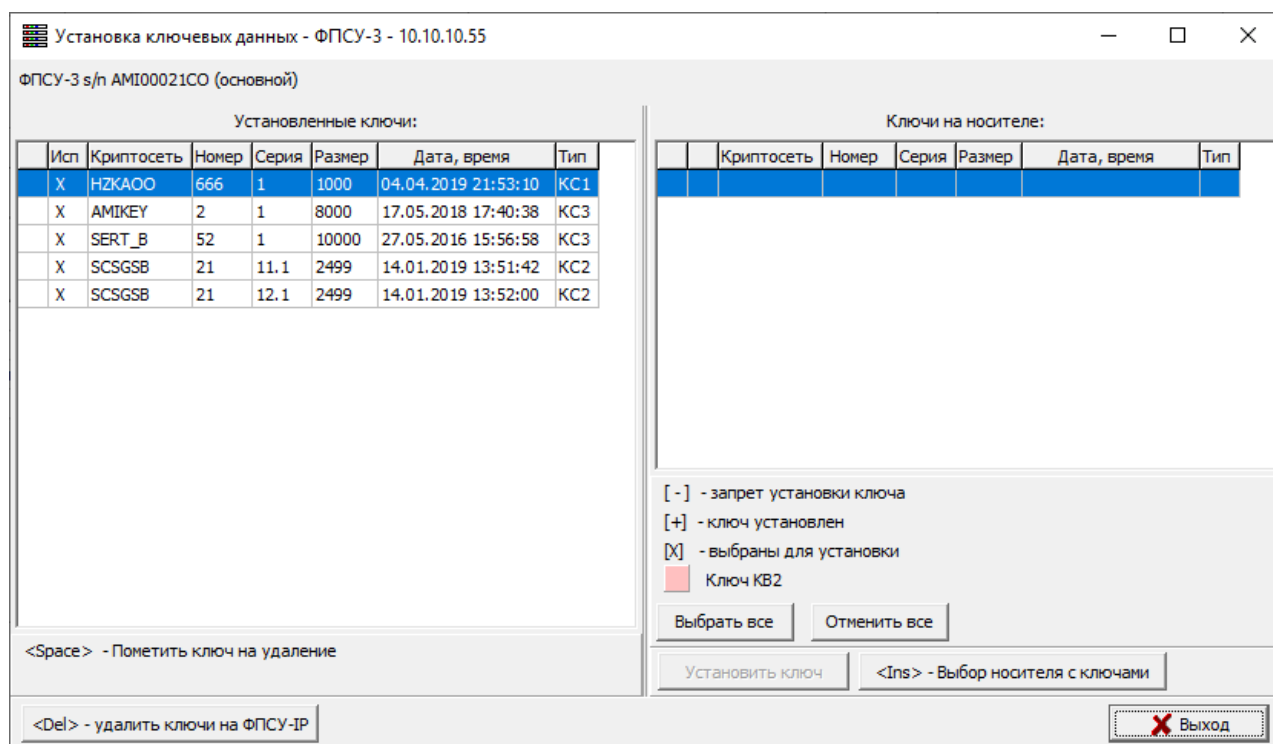 Установка ключевых данных - ФПСУ-3 - 10.10.10.55
ФПСУ-3 s/n AMI00021CO (основной)
Установленные ключи:
Исп Криптосеть Номер Серия Размер Дата, время Тип
X HZKAOO 666 1 1000 04.04.2019 21:53:10 КС1
X AMIKEY 2 1 8000 17.05.2018 17:40:38 КС3
X SERT_B 52 1 10000 27.05.2016 15:56:58 КС3
X SCSGSB 21 11.1 2499 14.01.2019 13:51:42 КС2
X SCSGSB 21 12.1 2499 14.01.2019 13:52:00 КС2
<Space> - Пометить ключ на удаление
<Del> - удалить ключи на ФПСУ-IP
Ключи на носителе:
Криптосеть Номер Серия Размер Дата, время Тип
[ - ] - запрет установки ключа
[+] - ключ установлен
[X] - выбраны для установки
Ключ КВ2
Выбрать все Отменить все
Установить ключ <Ins> - Выбор носителя с ключами
Выход